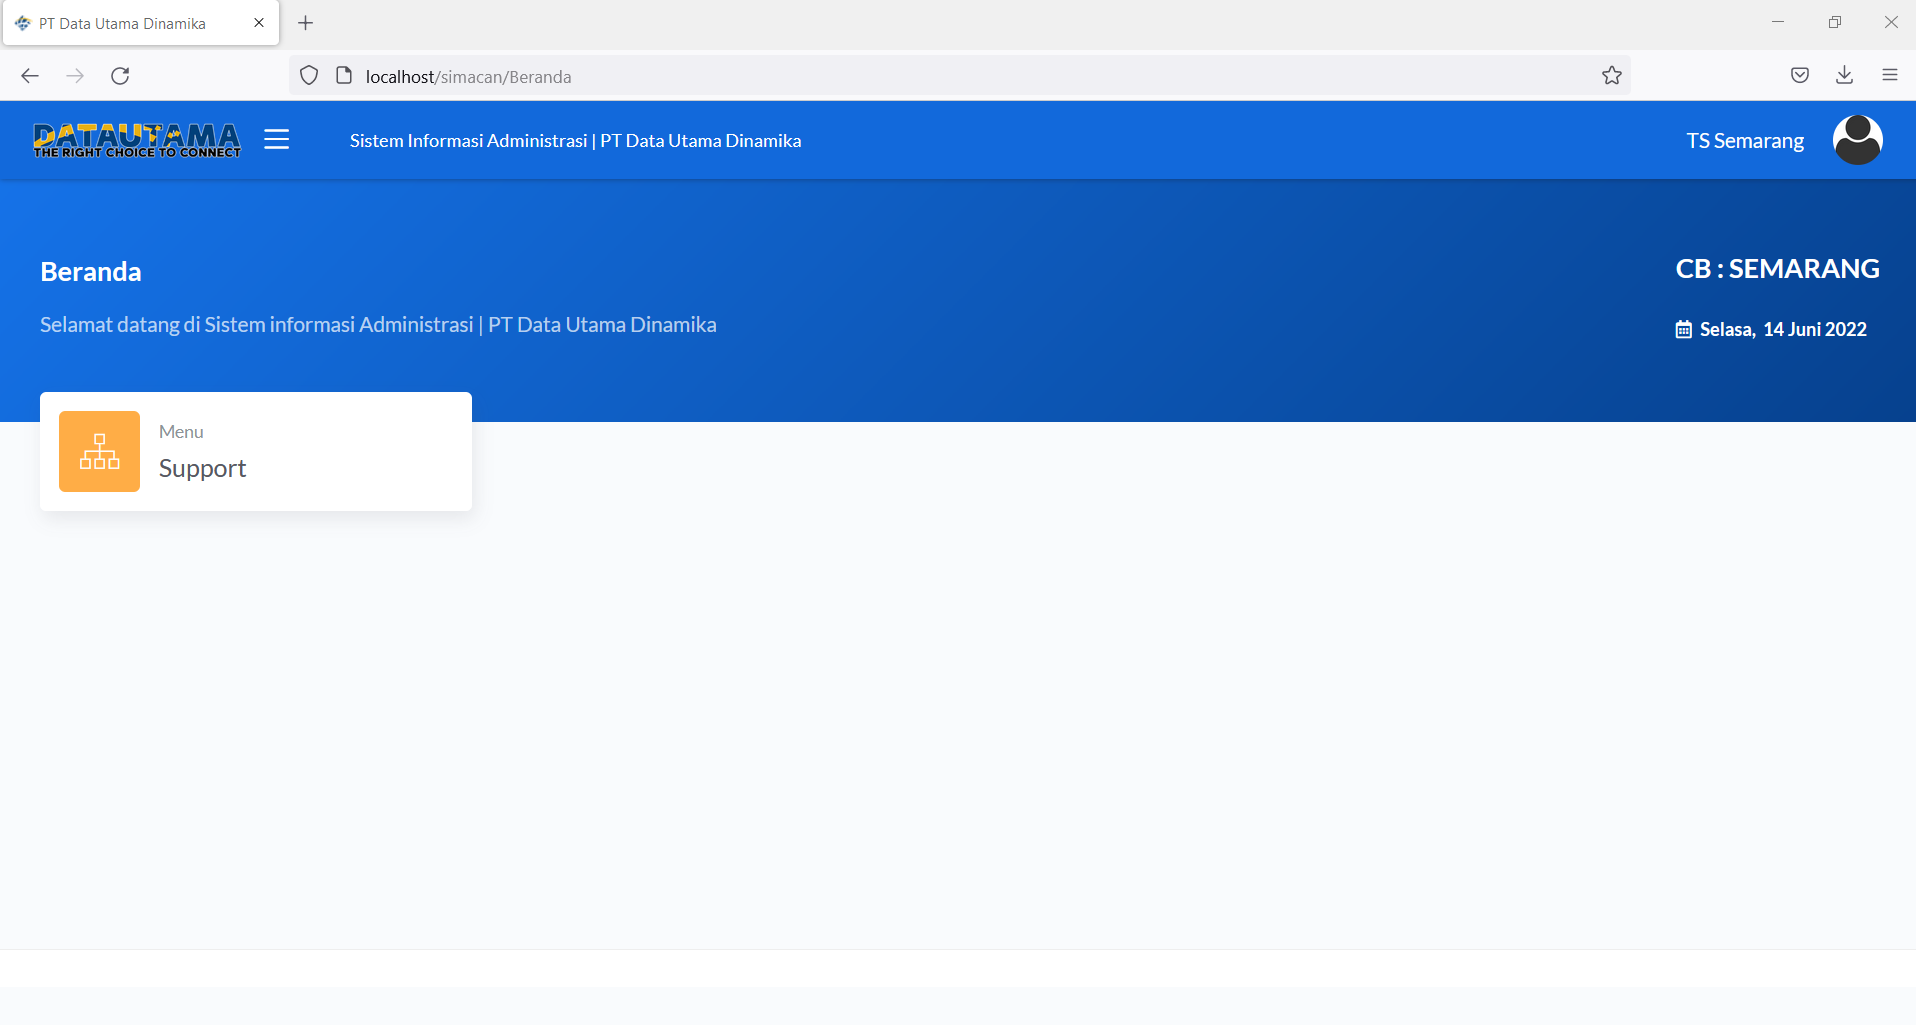 PT Data Utama Dinamika
localhost/simacan/Beranda
DATAUTAMA
THE RIGHT CHOICE TO CONNECT
Sistem Informasi Administrasi | PT Data Utama Dinamika
TS Semarang
Beranda
Selamat datang di Sistem informasi Administrasi | PT Data Utama Dinamika
CB : SEMARANG
Selasa, 14 Juni 2022
Menu
Support